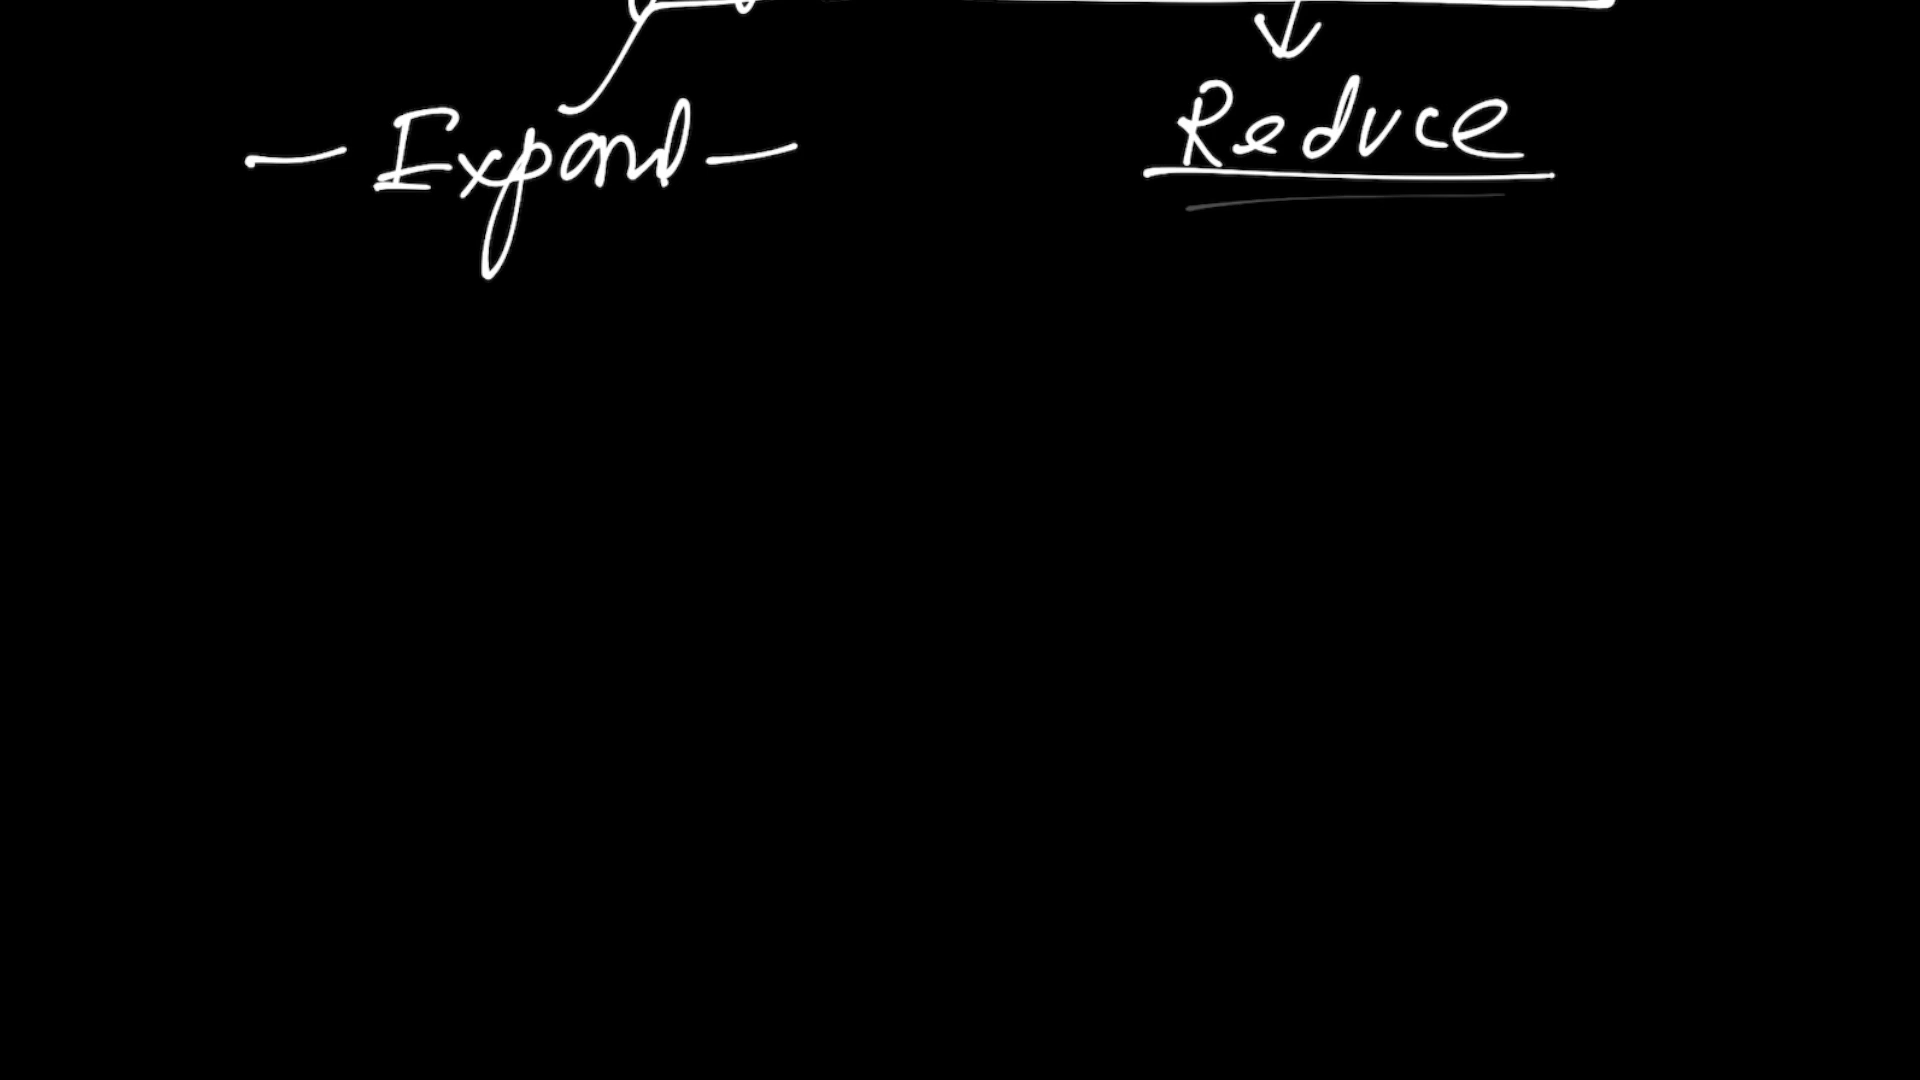 — Expand — Reduce